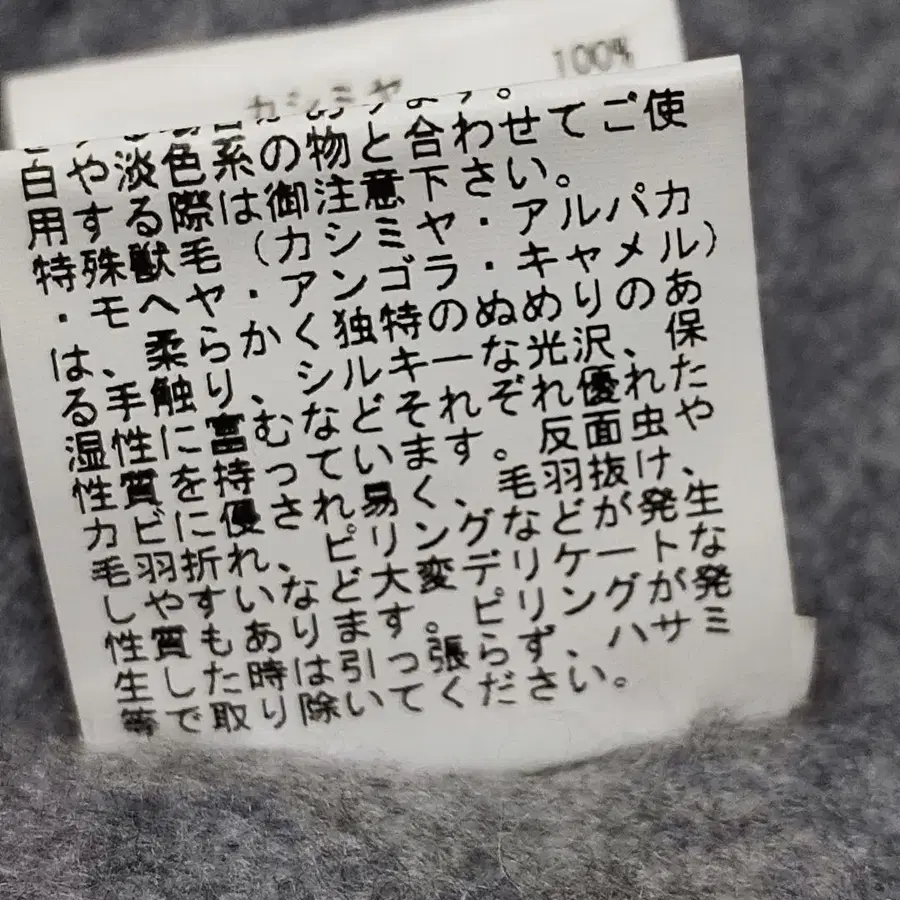 カシミヤ 100%
ます。
白や淡色系の物と合わせてご使
用する際は御注意下さい。
特殊獣毛(カシミヤ・アルパカ
・モヘヤ・アンゴラ・キャメル)
は、柔らかく独特のぬめりのあ
る手触り、シルキーな光沢、保
湿性に富むなどそれぞれ優れた
性質を持っています。反面虫や
カビに優され易く、毛羽抜け、
毛羽折れ、ピリングなどが発生
しやすいなど大変デリケートな
性質もあります。ピリングが発
生した時は引っ張らず、ハサミ
等で取り除いてください。